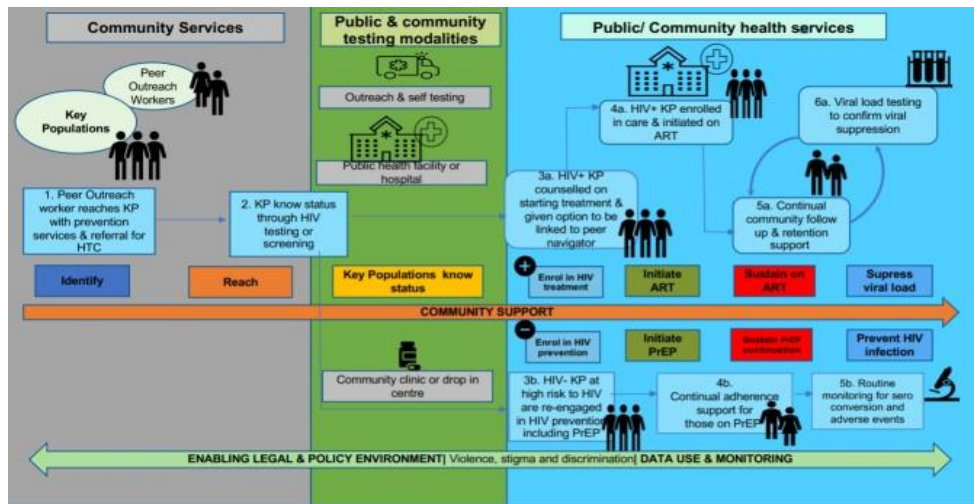 Community Services
Public & community
testing modalities
Public/ Community health services
Peer
Outreach
Workers
Key
Populations
Outreach & self testing
Public health facility or
hospital
4a. HIV+ KP enrolled
in care & initiated on
ART
6a. Viral load testing
to confirm viral
suppression
1. Peer Outreach
worker reaches KP
with prevention
services & referral for
HTC
2. KP know status
through HIV
testing or
screening
3a. HIV+ KP
counselled on
starting treatment &
given option to be
linked to peer
navigator
5a. Continual
community follow
up & retention
support
Identify
Reach
Key Populations know
status
Enrol in HIV
treatment
Initiate
ART
Sustain on
ART
Supress
viral load
COMMUNITY SUPPORT
Enrol in HIV
prevention
Initiate
PrEP
Sustain PrEP
continuation
Prevent HIV
infection
Community clinic or drop in
centre
3b. HIV- KP at
high risk to HIV
are re-engaged
in HIV prevention
including PrEP
4b.
Continual adherence
support for
those on PrEP
5b. Routine
monitoring for sero
conversion and
adverse events
ENABLING LEGAL & POLICY ENVIRONMENT| Violence, stigma and discrimination| DATA USE & MONITORING